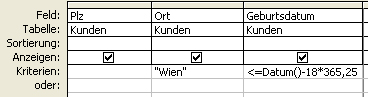 Feld: Plz Ort Geburtsdatum
Tabelle: Kunden Kunden Kunden
Sortierung:
Anzeigen:
Kriterien: "Wien" <=Datum()-18*365,25
oder: